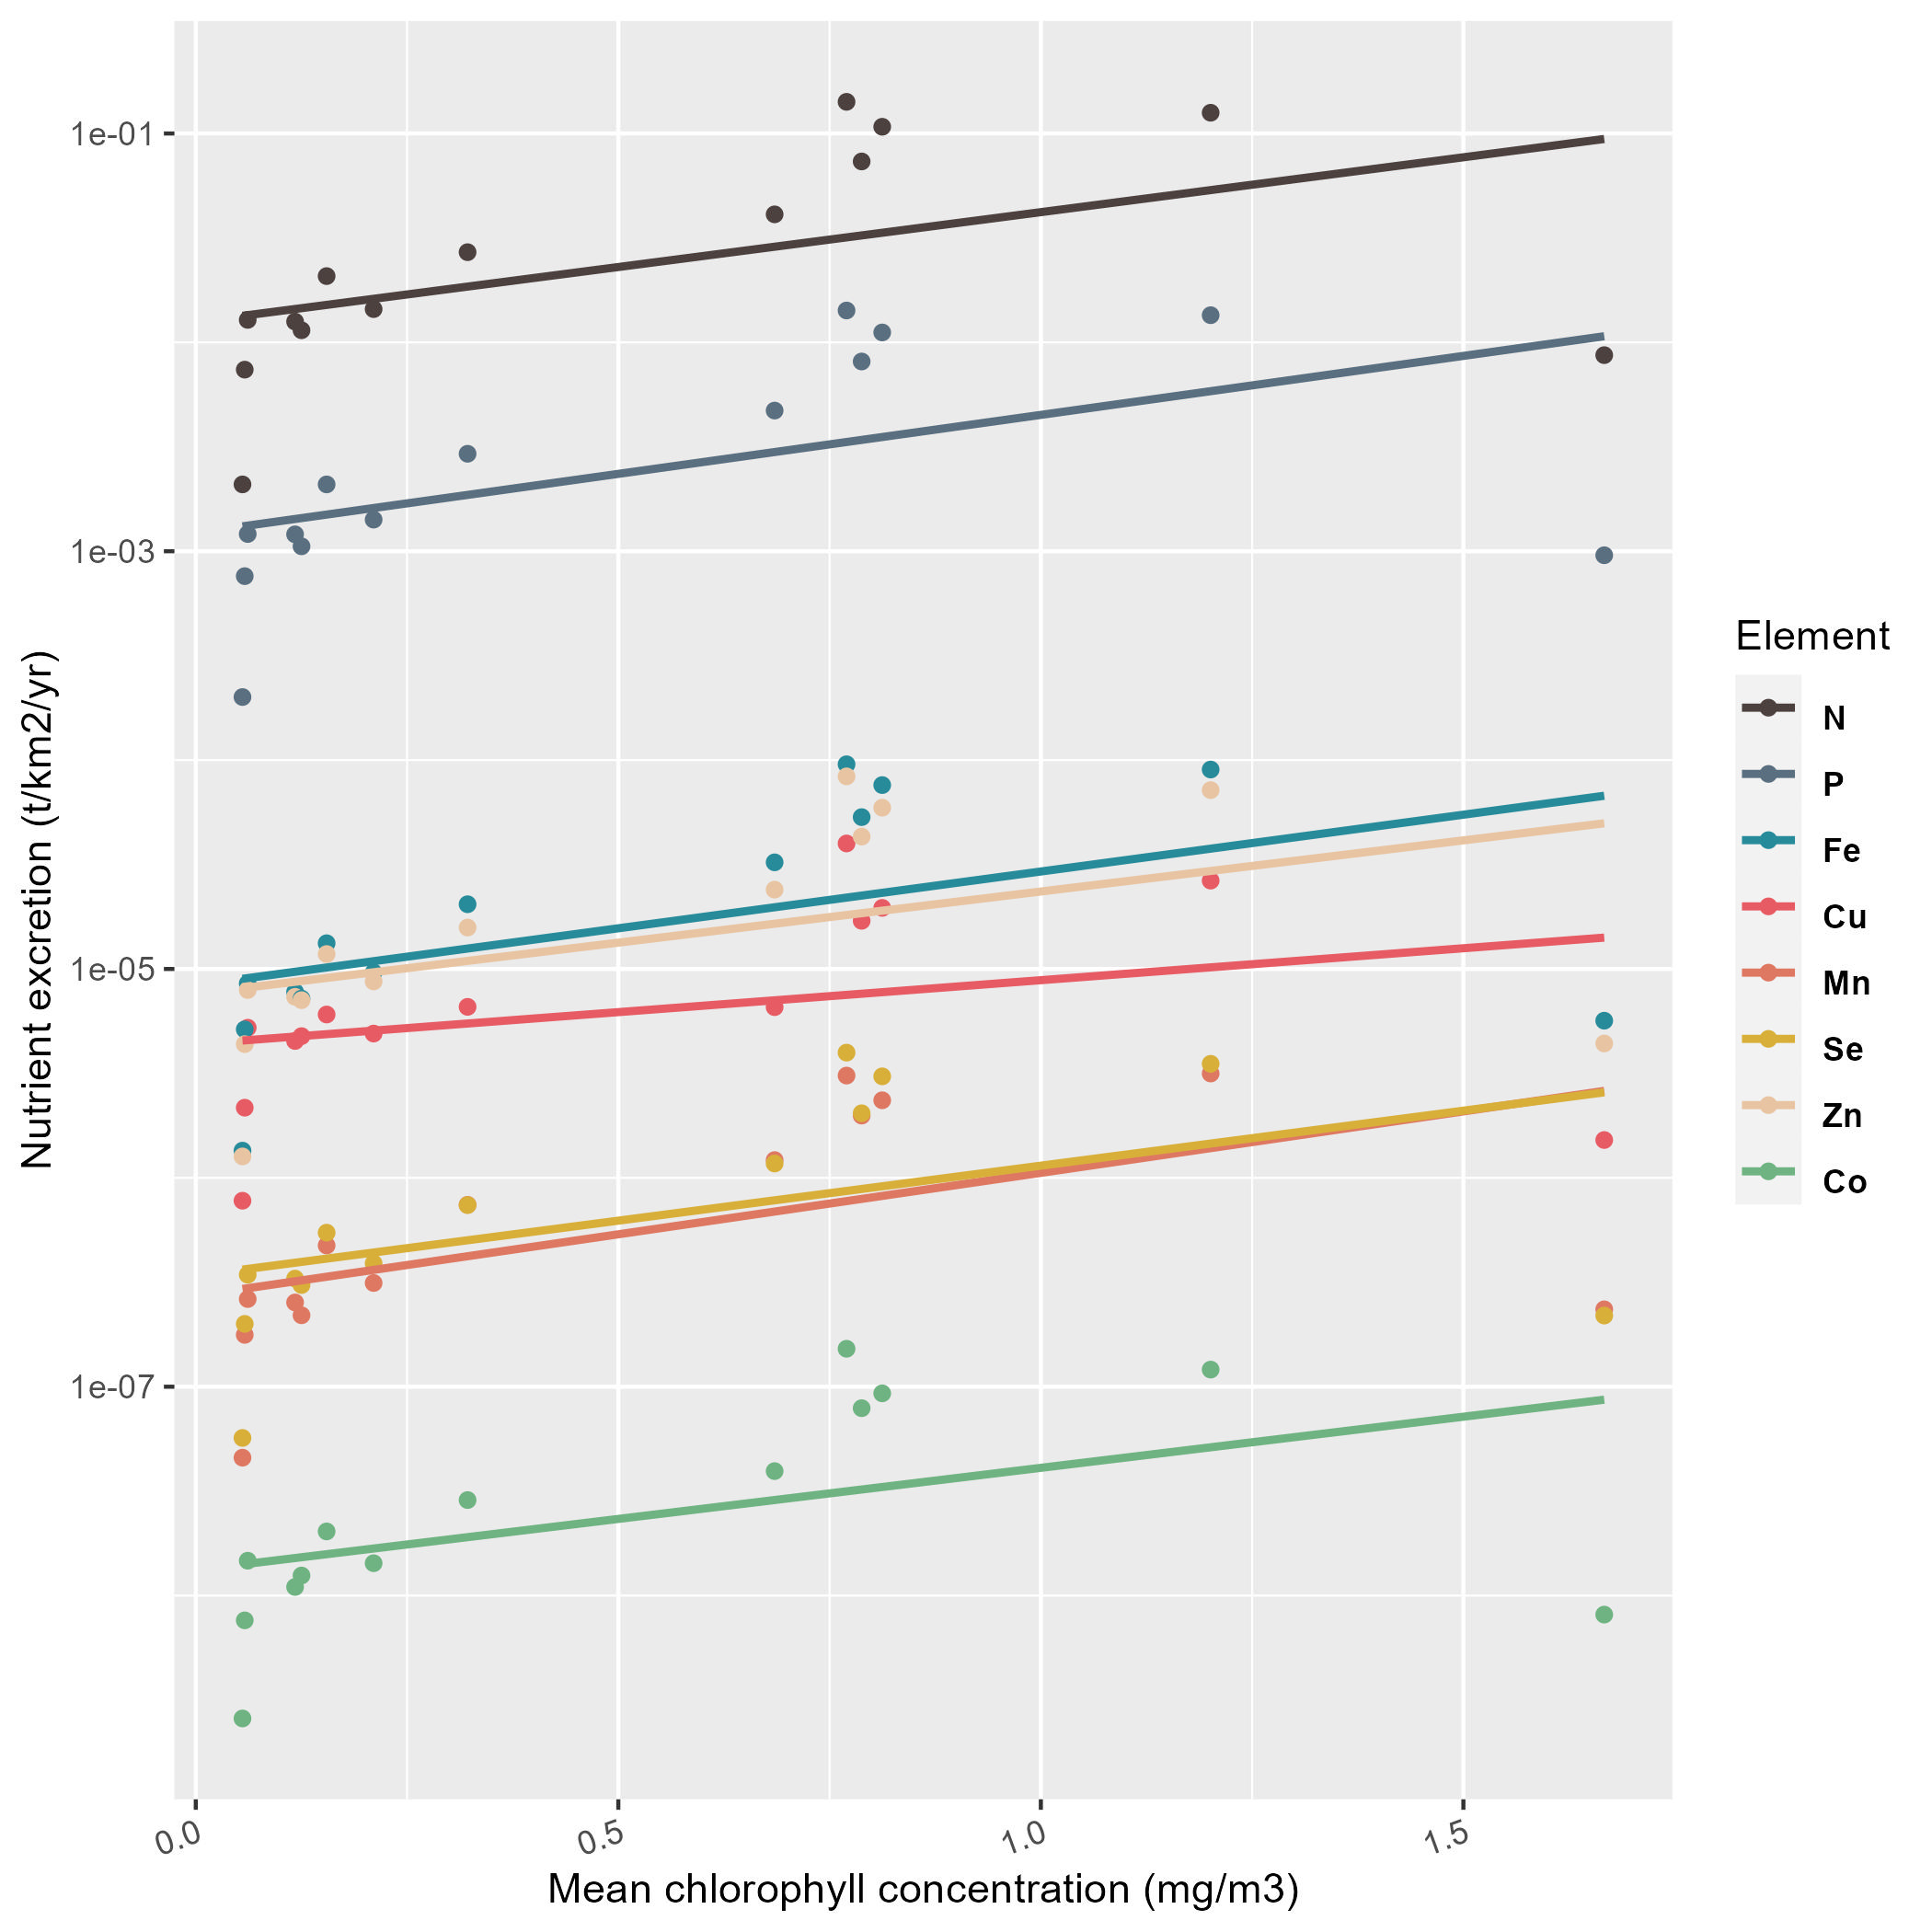 1e-01
1e-03
1e-05
1e-07
Nutrient excretion (t/km2/yr)
0.0
0.5
1.0
1.5
Mean chlorophyll concentration (mg/m3)
Element
N
P
Fe
Cu
Mn
Se
Zn
Co